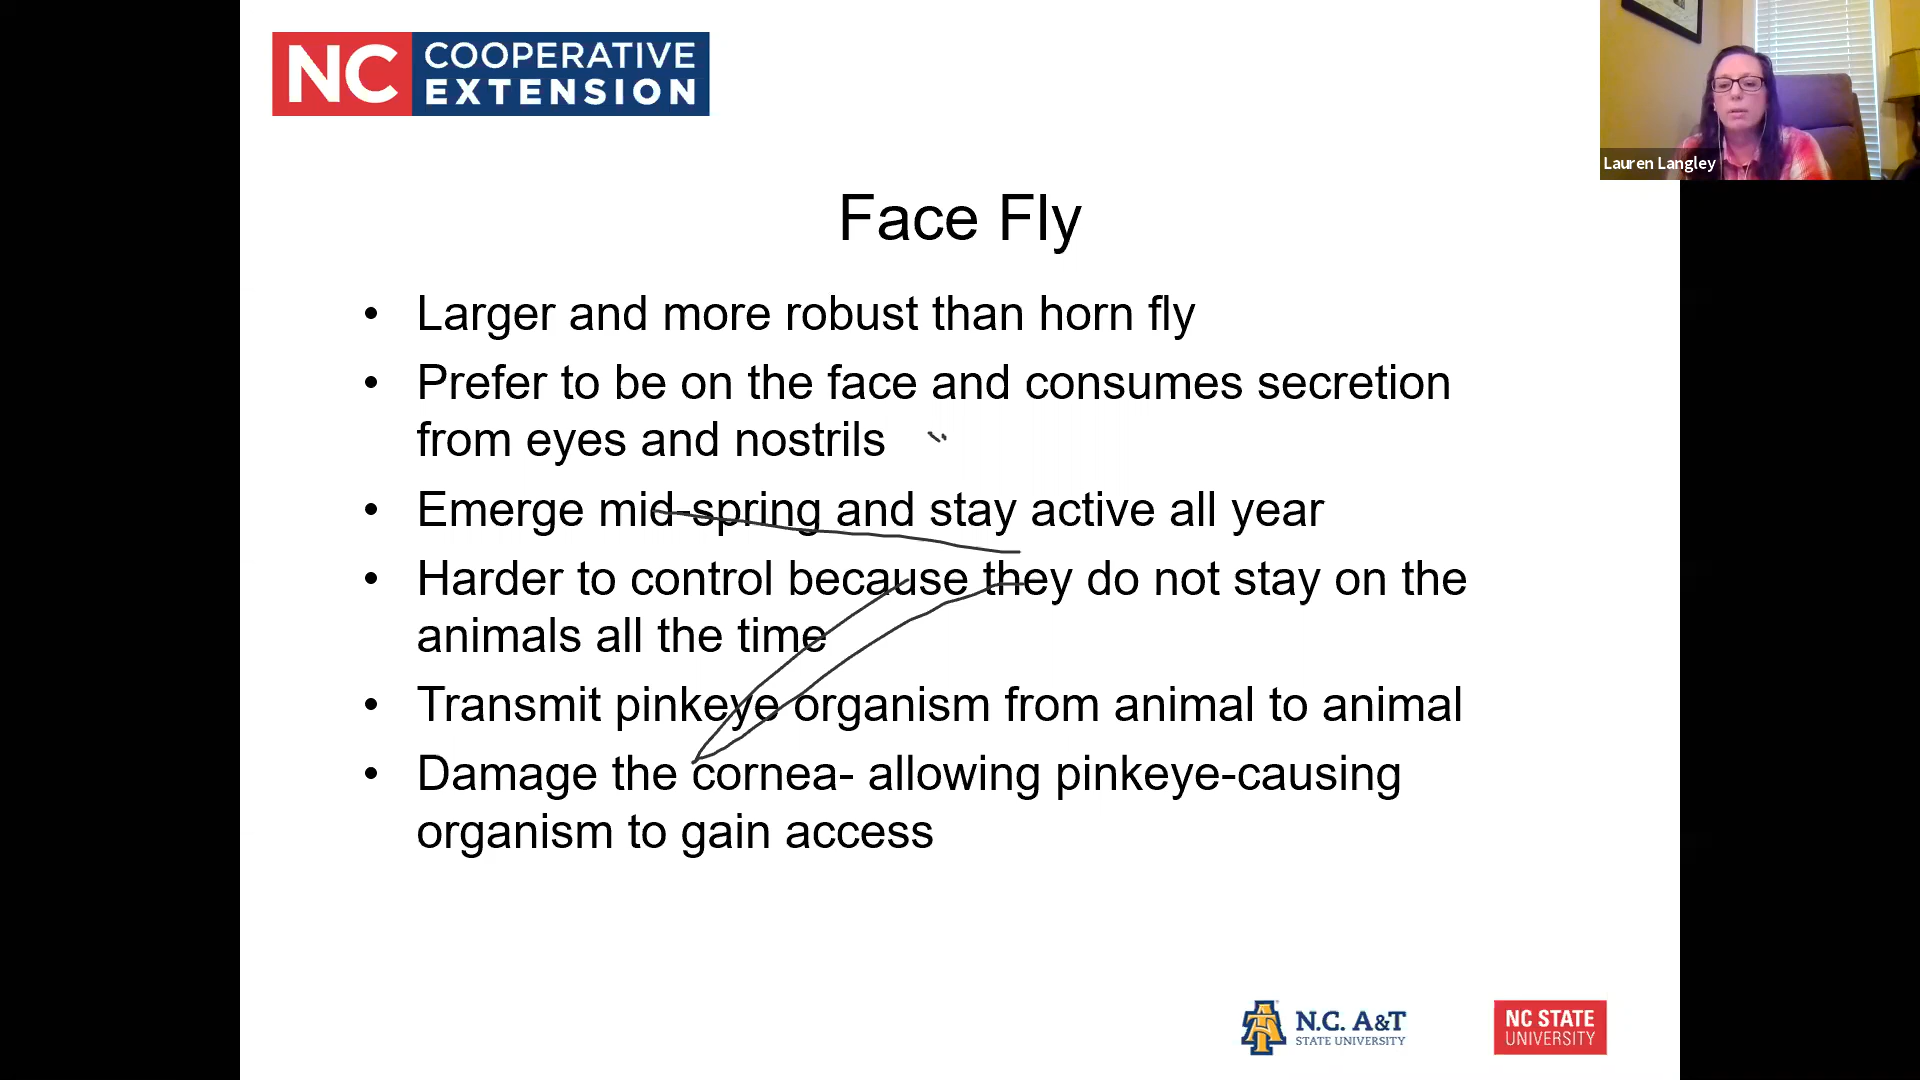 NC COOPERATIVE
EXTENSION
Lauren Langley
Face Fly
• Larger and more robust than horn fly
• Prefer to be on the face and consumes secretion
from eyes and nostrils
• Emerge mid-spring and stay active all year
• Harder to control because they do not stay on the
animals all the time
• Transmit pinkeye organism from animal to animal
• Damage the cornea- allowing pinkeye-causing
organism to gain access
N.C. A&T
STATE UNIVERSITY
NC STATE
UNIVERSITY